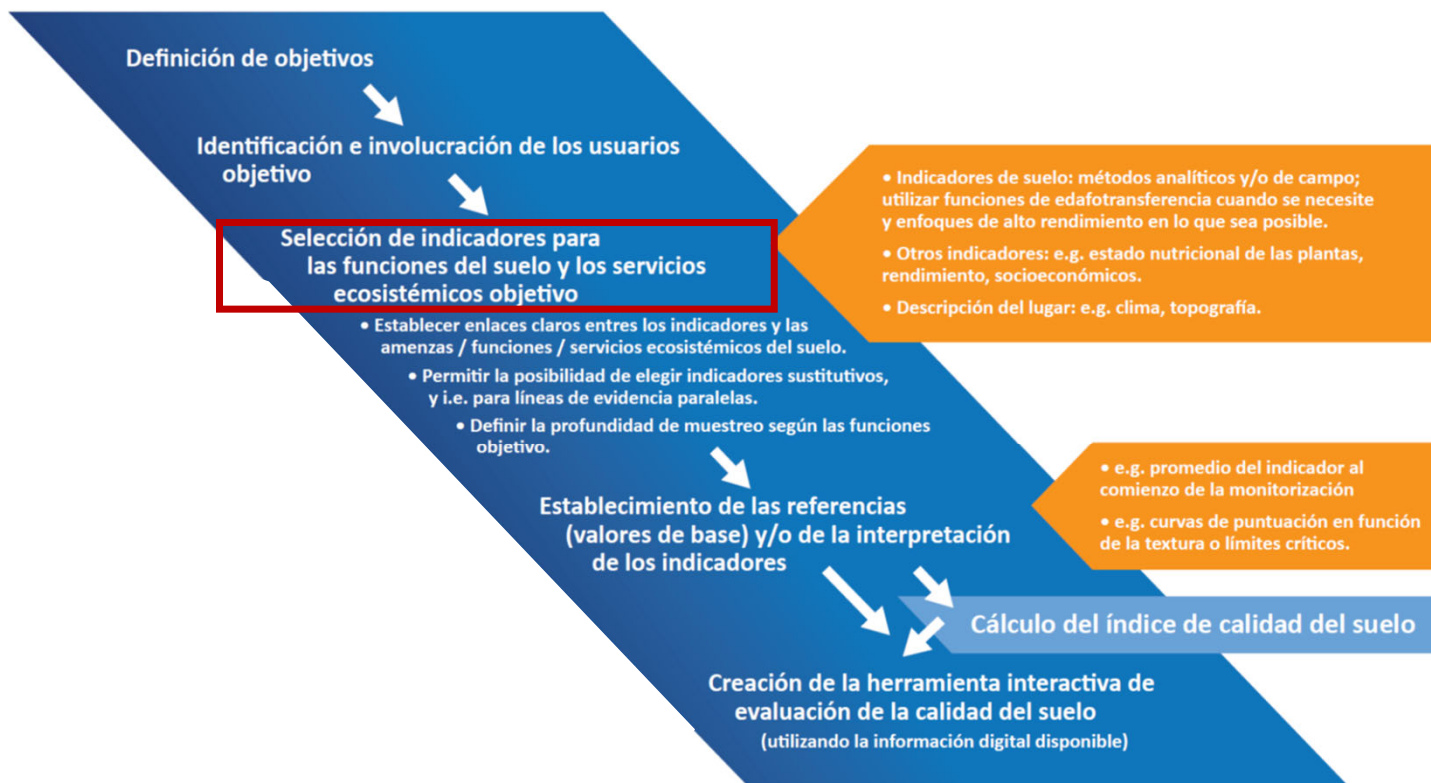 Definición de objetivos
Identificación e involucración de los usuarios
objetivo
Selección de indicadores para
las funciones del suelo y los servicios
ecosistémicos objetivo
• Establecer enlaces claros entres los indicadores y las
amenzas / funciones / servicios ecosistémicos del suelo.
• Permitir la posibilidad de elegir indicadores sustitutivos,
y i.e. para líneas de evidencia paralelas.
• Definir la profundidad de muestreo según las funciones
objetivo.
• Indicadores de suelo: métodos analíticos y/o de campo;
utilizar funciones de edafotransferencia cuando se necesite
y enfoques de alto rendimiento en lo que sea posible.
• Otros indicadores: e.g. estado nutricional de las plantas,
rendimiento, socioeconómicos.
• Descripción del lugar: e.g. clima, topografía.
Establecimiento de las referencias
(valores de base) y/o de la interpretación
de los indicadores
• e.g. promedio del indicador al
comienzo de la monitorización
• e.g. curvas de puntuación en función
de la textura o límites críticos.
Cálculo del índice de calidad del suelo
Creación de la herramienta interactiva de
evaluación de la calidad del suelo
(utilizando la información digital disponible)